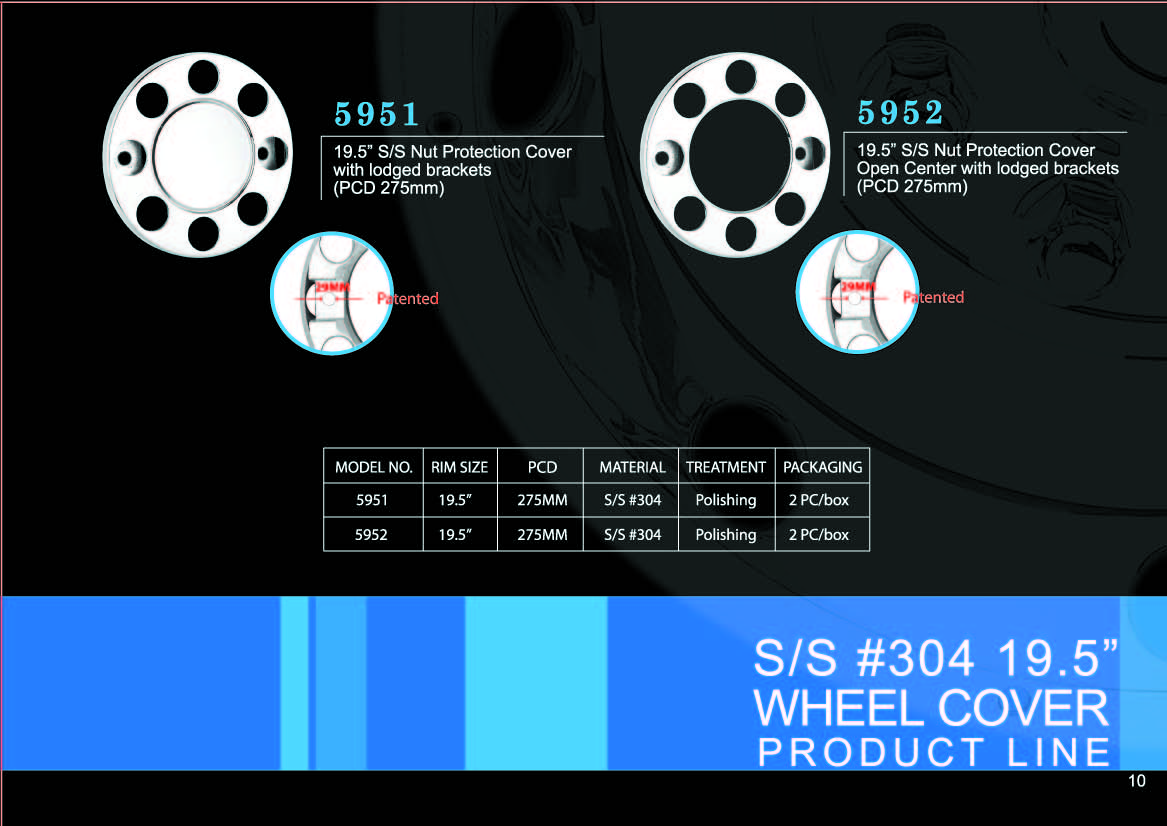 5951
19.5” S/S Nut Protection Cover
with lodged brackets
(PCD 275mm)
29MM
Patented
5952
19.5” S/S Nut Protection Cover
Open Center with lodged brackets
(PCD 275mm)
29MM
Patented
MODEL NO. RIM SIZE PCD MATERIAL TREATMENT PACKAGING
5951 19.5” 275MM S/S #304 Polishing 2 PC/box
5952 19.5” 275MM S/S #304 Polishing 2 PC/box
S/S #304 19.5”
WHEEL COVER
PRODUCT LINE
10